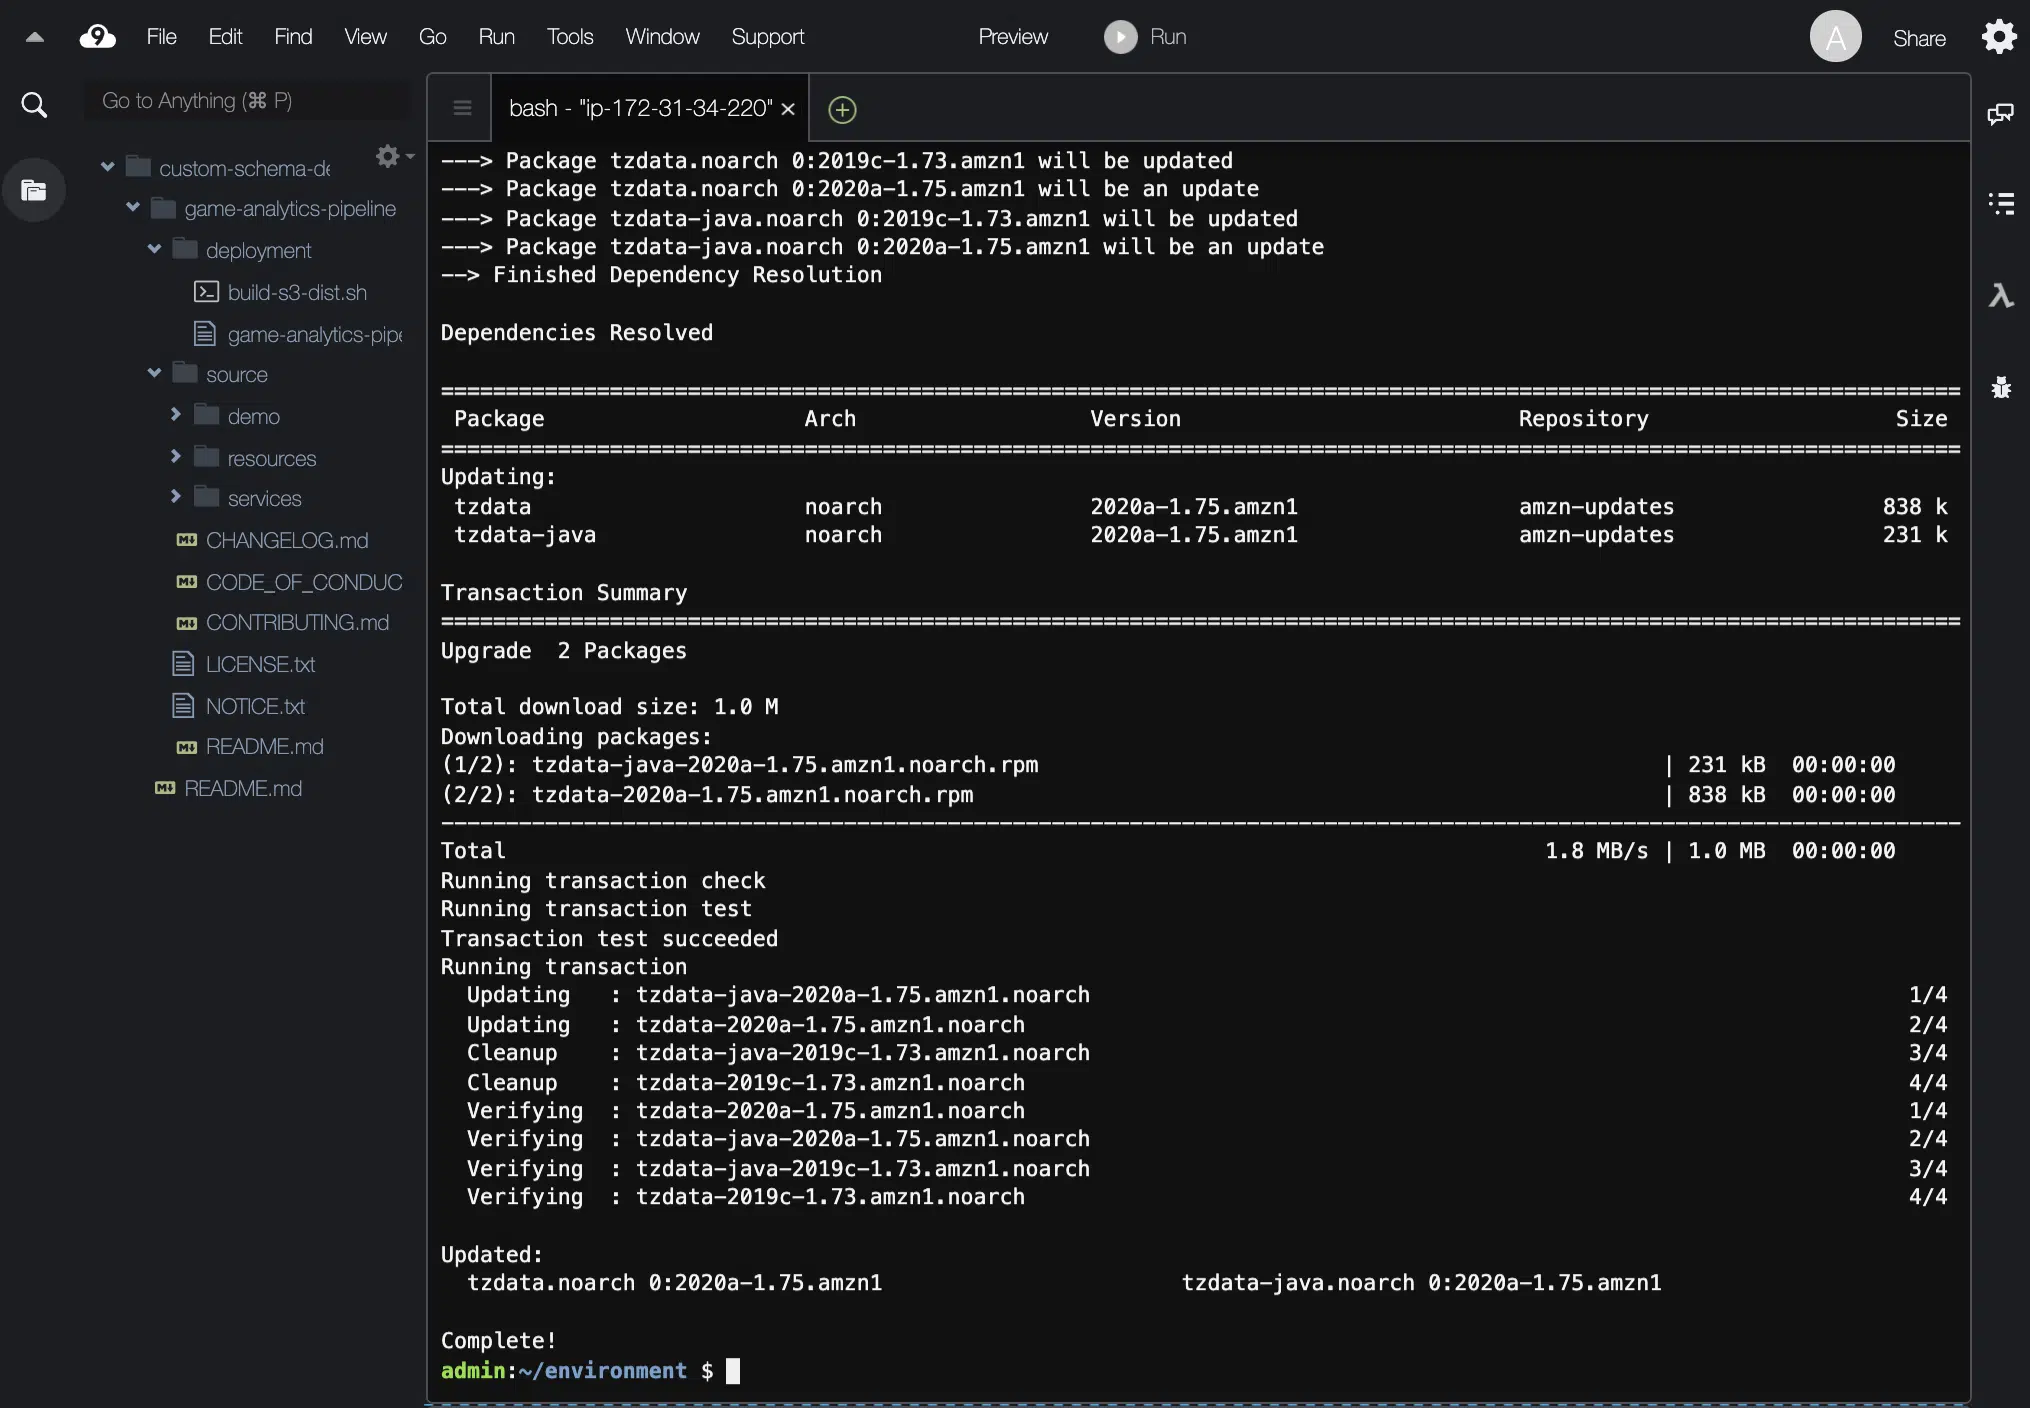 9 File Edit Find View Go Run Tools Window Support Preview Run A Share
Go to Anything (⌘ P)
custom-schema-de
game-analytics-pipeline
deployment
build-s3-dist.sh
game-analytics-pipe
source
demo
resources
services
CHANGELOG.md
CODE_OF_CONDUC
CONTRIBUTING.md
LICENSE.txt
NOTICE.txt
README.md
README.md
bash - "ip-172-31-34-220"
---> Package tzdata.noarch 0:2019c-1.73.amzn1 will be updated
---> Package tzdata.noarch 0:2020a-1.75.amzn1 will be an update
---> Package tzdata-java.noarch 0:2019c-1.73.amzn1 will be updated
---> Package tzdata-java.noarch 0:2020a-1.75.amzn1 will be an update
--> Finished Dependency Resolution
Dependencies Resolved
Package Arch Version Repository Size
Updating:
tzdata noarch 2020a-1.75.amzn1 amzn-updates 838 k
tzdata-java noarch 2020a-1.75.amzn1 amzn-updates 231 k
Transaction Summary
Upgrade 2 Packages
Total download size: 1.0 M
Downloading packages:
(1/2): tzdata-java-2020a-1.75.amzn1.noarch.rpm | 231 kB 00:00:00
(2/2): tzdata-2020a-1.75.amzn1.noarch.rpm | 838 kB 00:00:00
Total 1.8 MB/s | 1.0 MB 00:00:00
Running transaction check
Running transaction test
Transaction test succeeded
Running transaction
Updating : tzdata-java-2020a-1.75.amzn1.noarch 1/4
Updating : tzdata-2020a-1.75.amzn1.noarch 2/4
Cleanup : tzdata-java-2019c-1.73.amzn1.noarch 3/4
Cleanup : tzdata-2019c-1.73.amzn1.noarch 4/4
Verifying : tzdata-2020a-1.75.amzn1.noarch 1/4
Verifying : tzdata-java-2020a-1.75.amzn1.noarch 2/4
Verifying : tzdata-java-2019c-1.73.amzn1.noarch 3/4
Verifying : tzdata-2019c-1.73.amzn1.noarch 4/4
Updated:
tzdata.noarch 0:2020a-1.75.amzn1 tzdata-java.noarch 0:2020a-1.75.amzn1
Complete!
admin:~/environment $